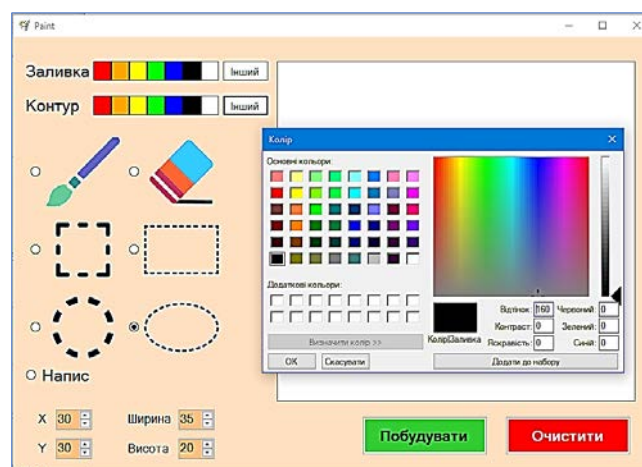 Paint
Заливка Інший
Контур Інший
Колір
Основні кольори:
Додаткові кольори:
Визначити колір >>
ОК Скасувати
Колір|Заливка
Відтінок: 160 Червоний: 0
Контраст: 0 Зелений: 0
Яскравість: 0 Синій: 0
Додати до набору
Напис
X 30 Ширина 35
Y 30 Висота 20
Побудувати Очистити